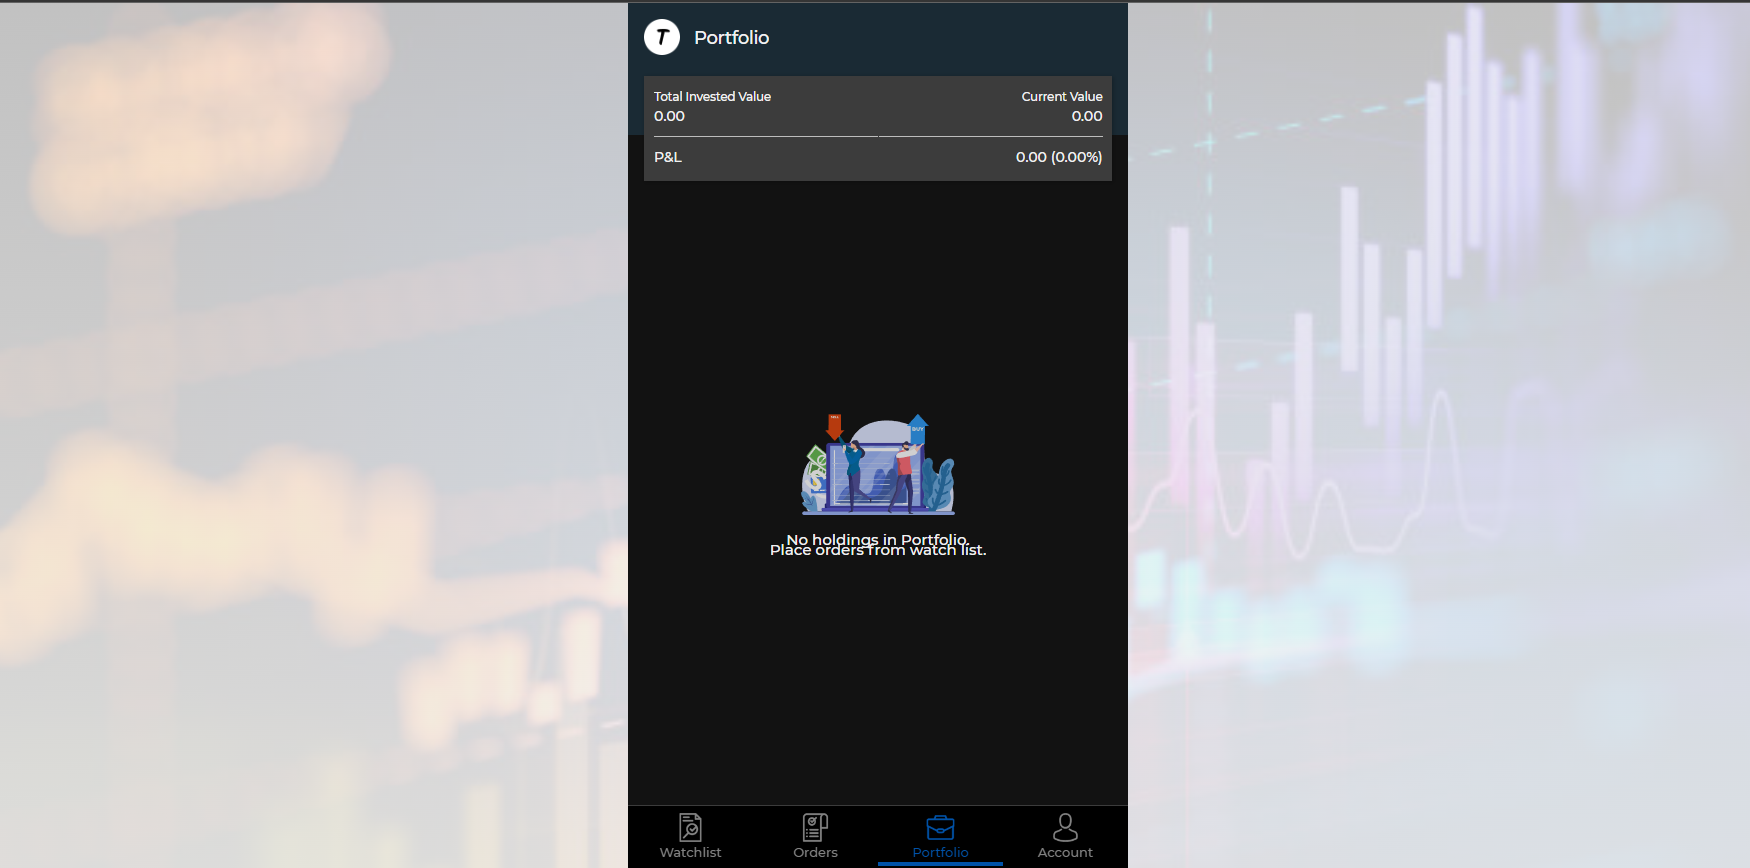 T Portfolio
Total Invested Value Current Value
0.00 0.00
P&L 0.00 (0.00%)
BUY
No holdings in Portfolio.
Place orders from watch list.
Watchlist Orders Portfolio Account